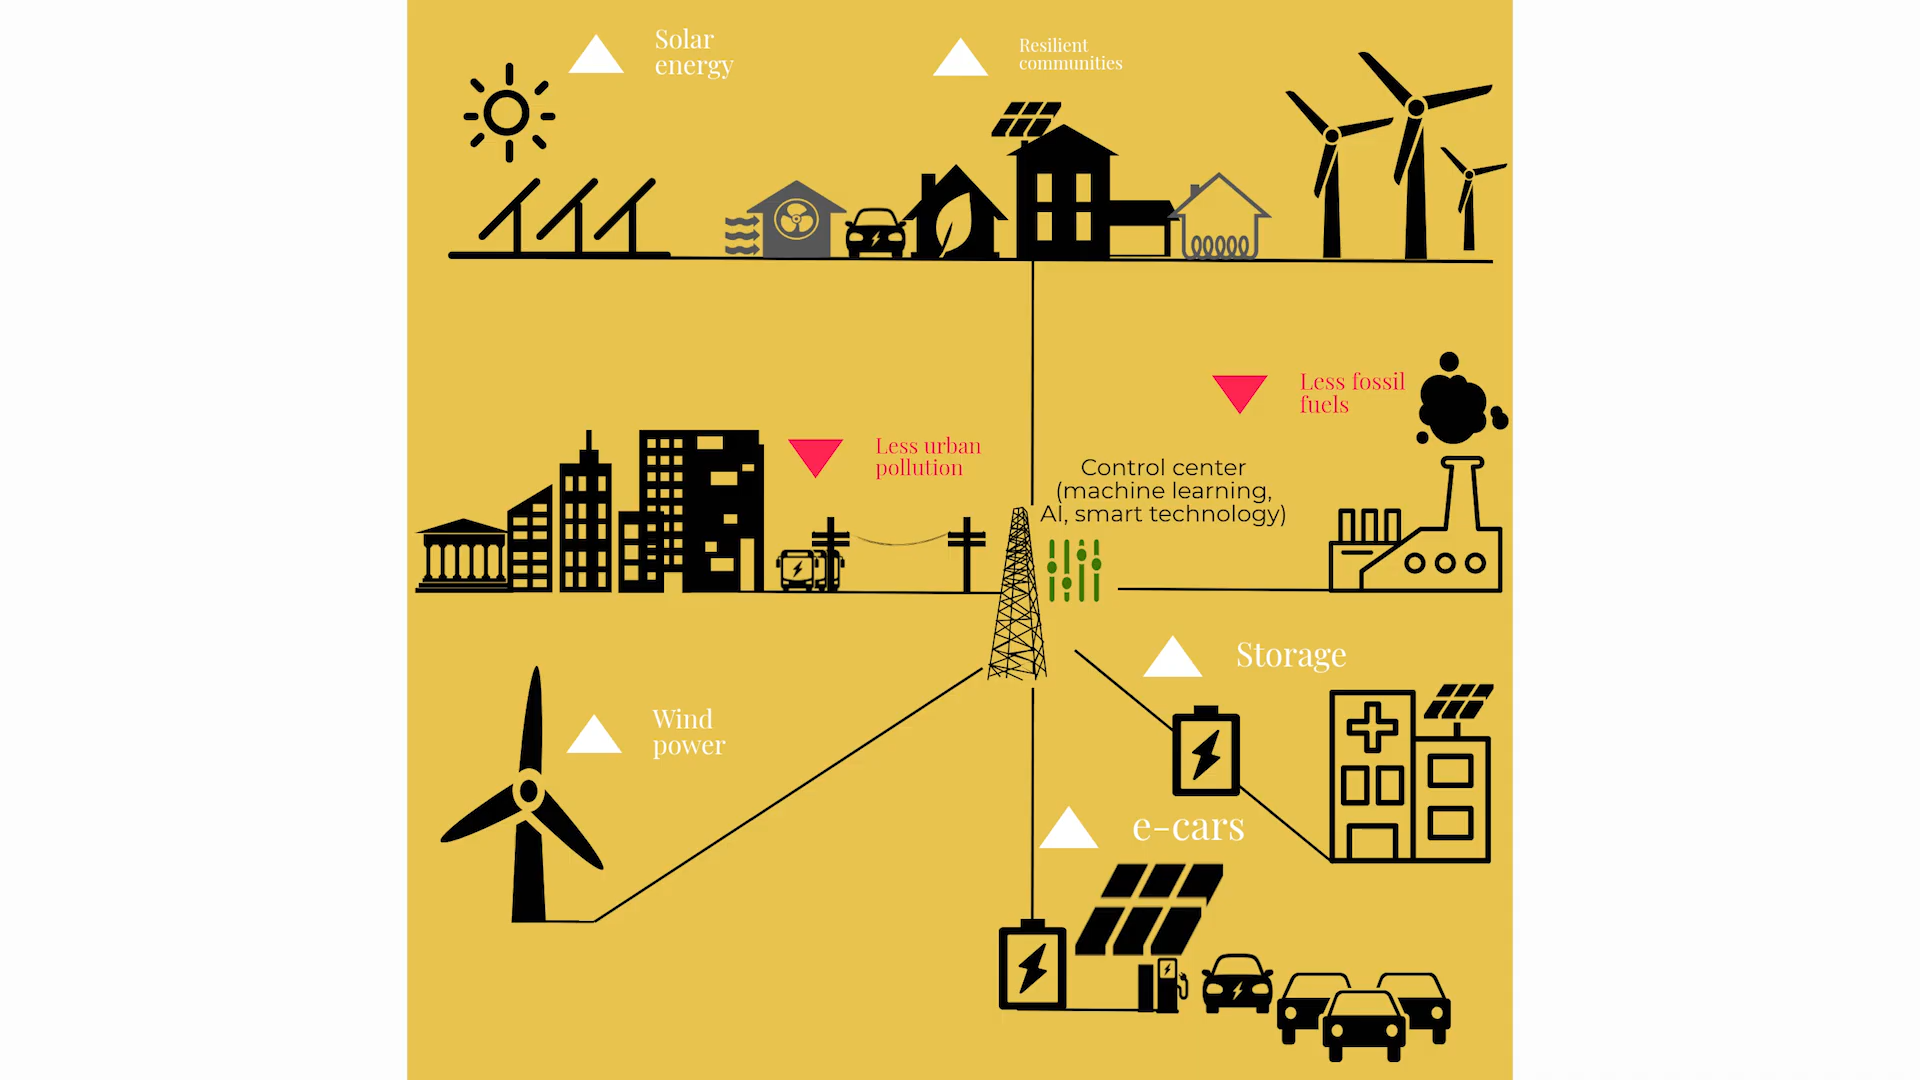 Solar
energy
Resilient
communities
Less fossil
fuels
Less urban
pollution
Control center
(machine learning,
AI, smart technology)
Storage
Wind
power
e-cars